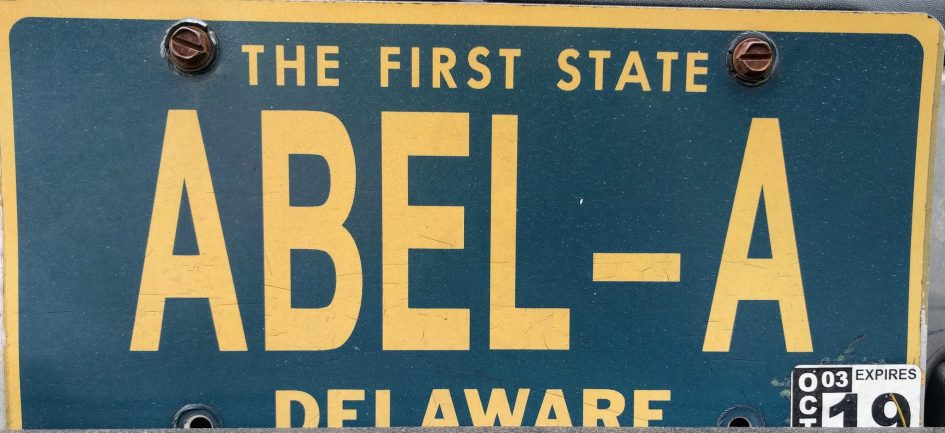 THE FIRST STATE
ABEL-A
DELAWARE
OCT 03 EXPIRES
19